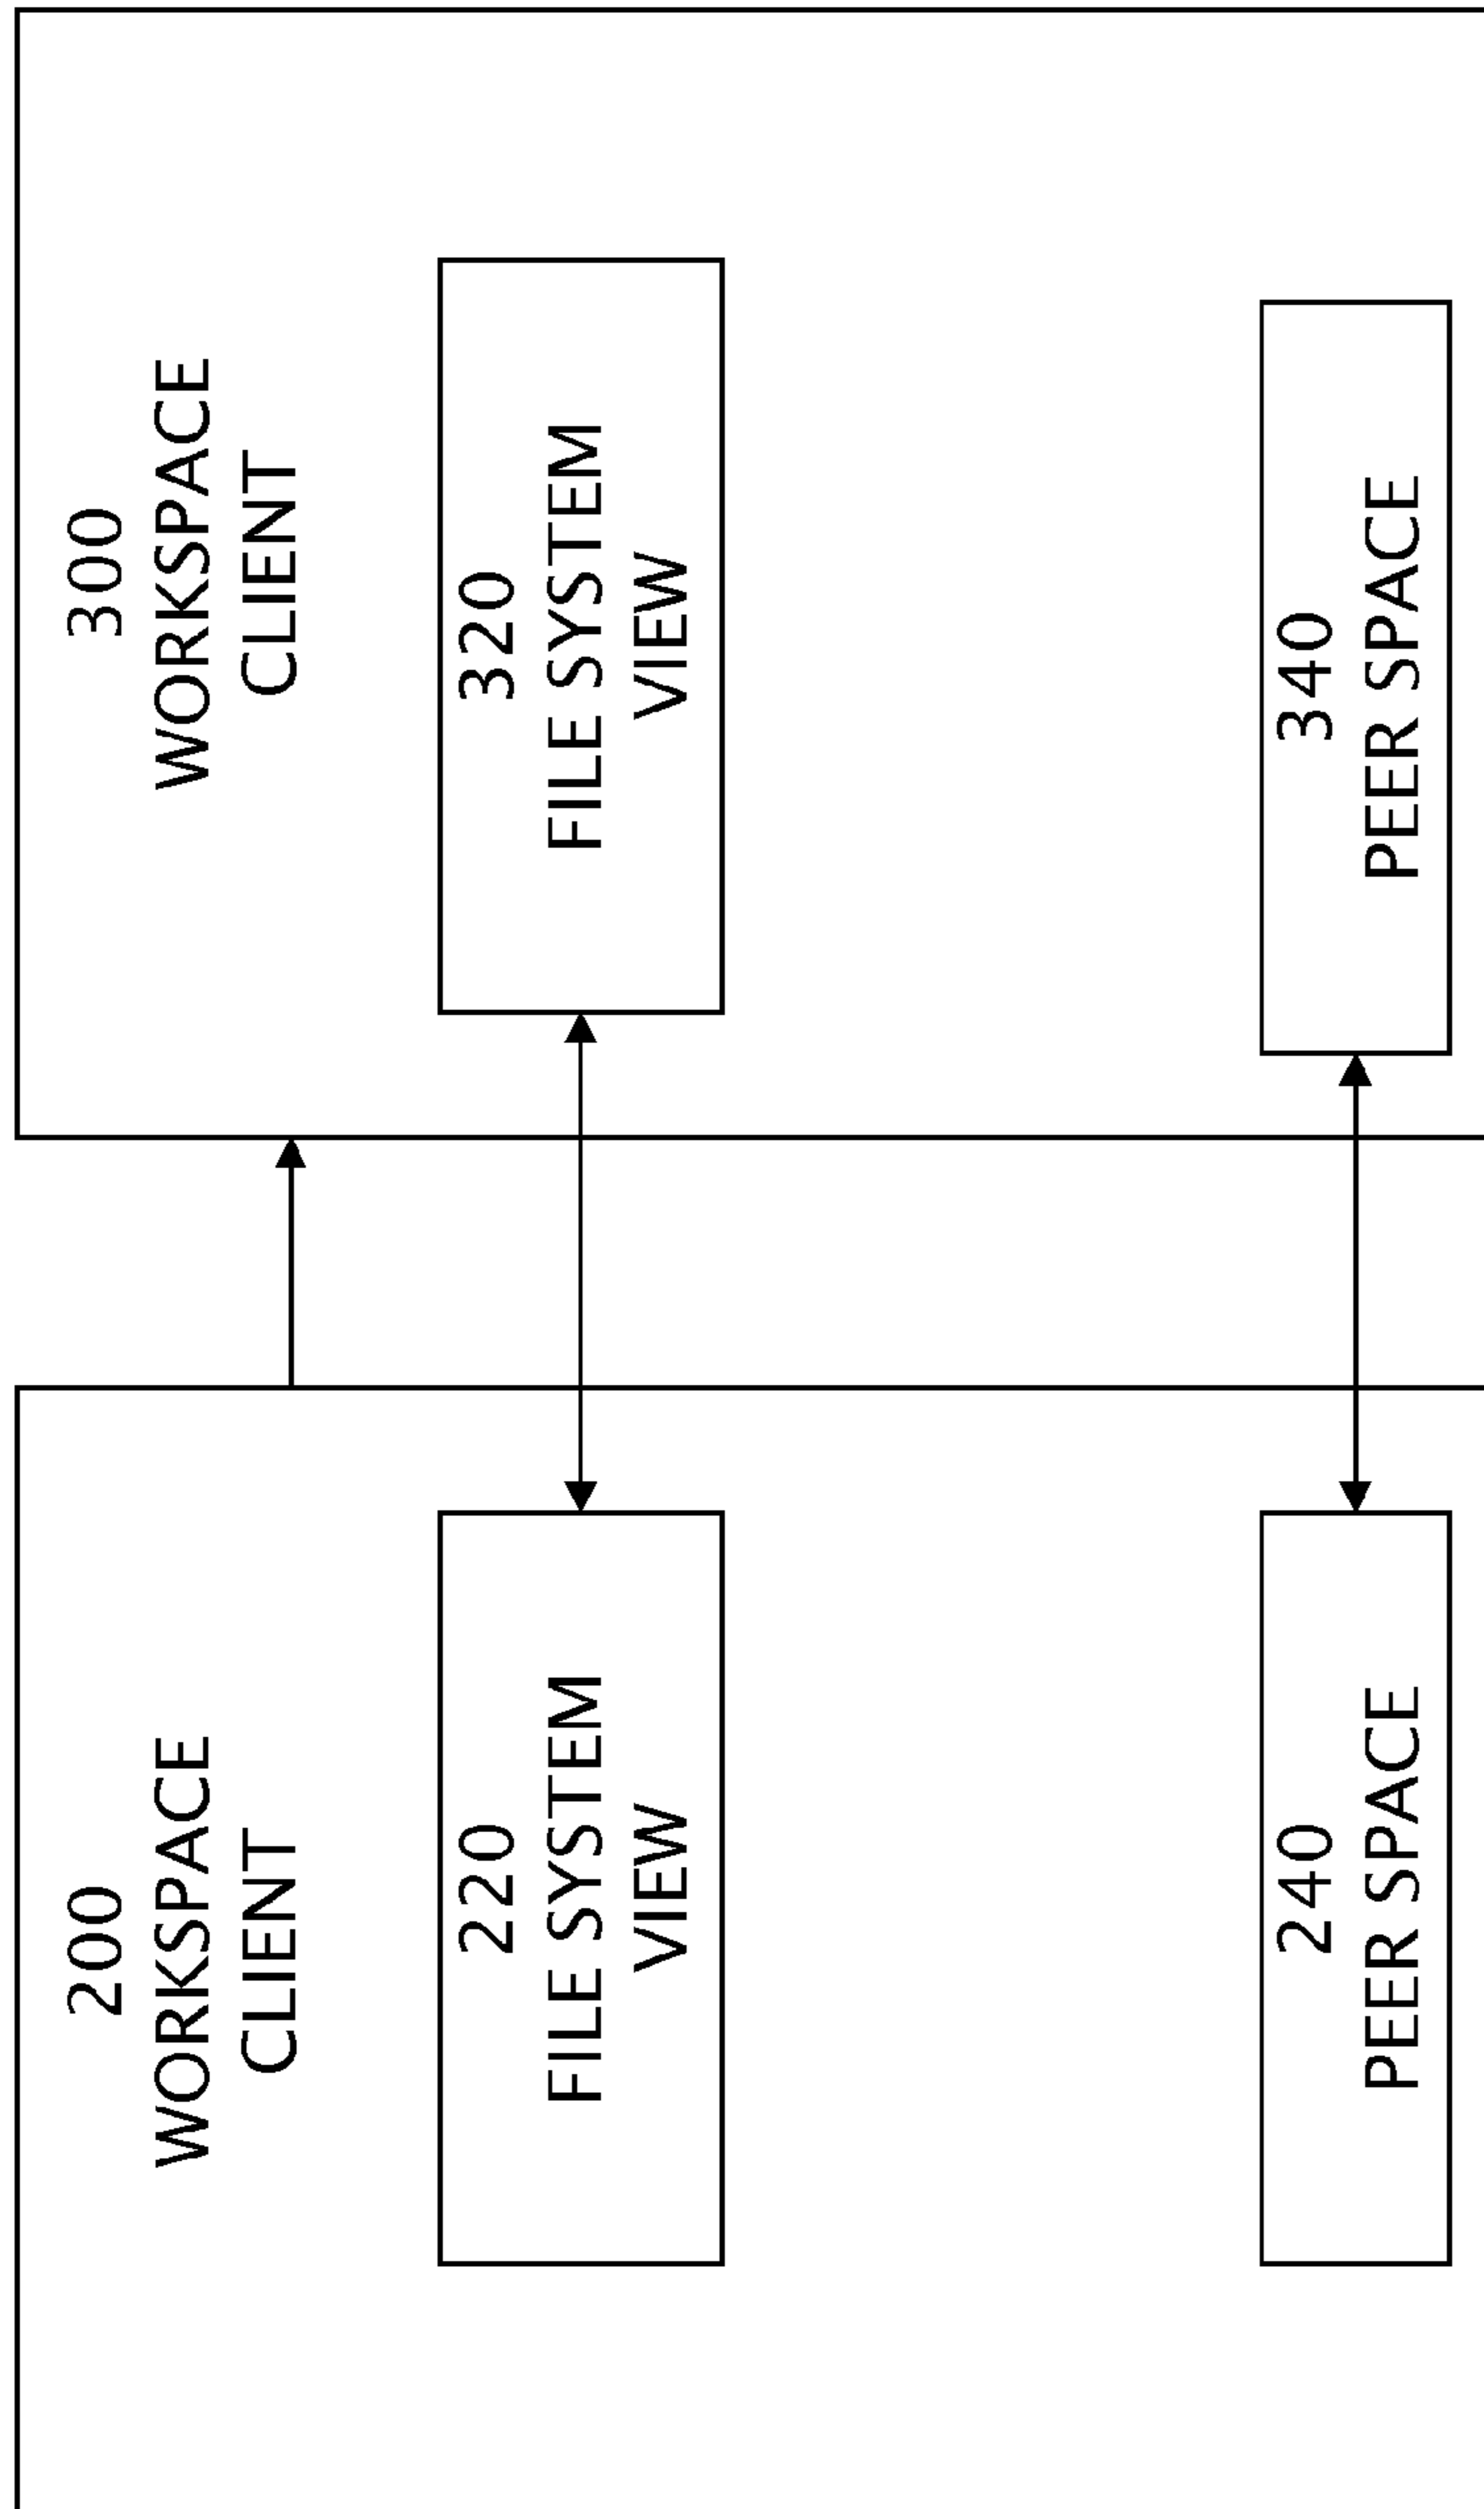 200
WORKSPACE
CLIENT
220
FILE SYSTEM
VIEW
240
PEER SPACE
300
WORKSPACE
CLIENT
320
FILE SYSTEM
VIEW
340
PEER SPACE